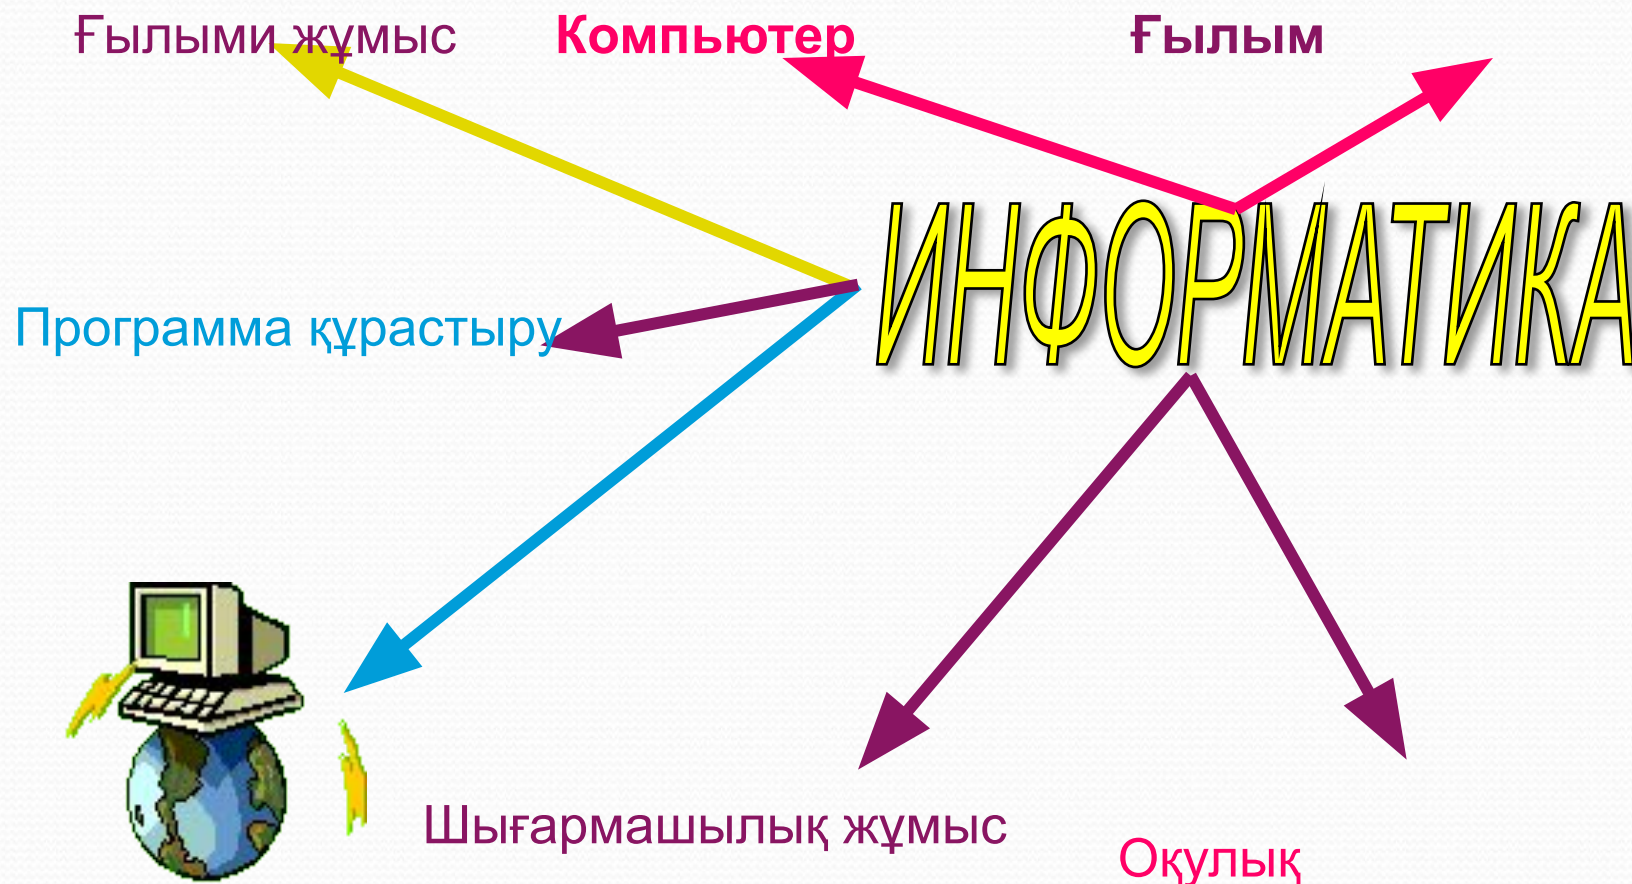 Ғылыми жұмыс
Компьютер
Ғылым
ИНФОРМАТИКА
Программа құрастыру
Шығармашылық жұмыс
Оқулық